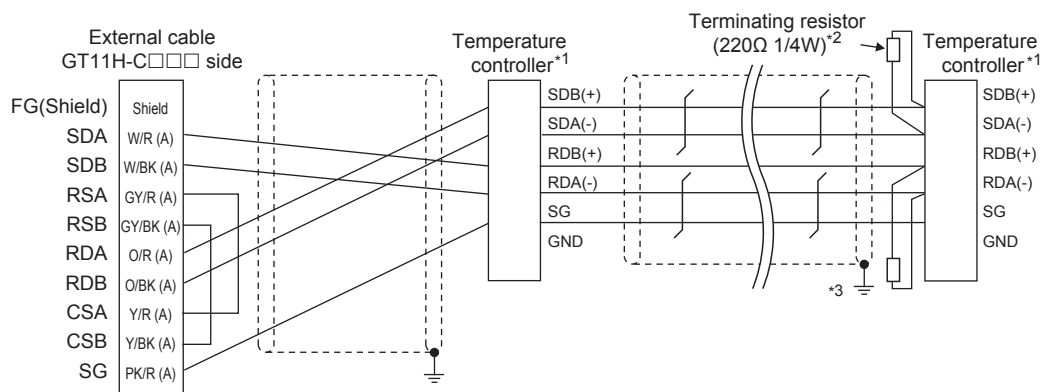 External cable
GT11H-C□□□ side
FG(Shield) Shield
SDA W/R (A)
SDB W/BK (A)
RSA GY/R (A)
RSB GY/BK (A)
RDA O/R (A)
RDB O/BK (A)
CSA Y/R (A)
CSB Y/BK (A)
SG PK/R (A)
Temperature
controller*1
SDB(+)
SDA(-)
RDB(+)
RDA(-)
SG
GND
Terminating resistor
(220Ω 1/4W)*2
*3
Temperature
controller*1
SDB(+)
SDA(-)
RDB(+)
RDA(-)
SG
GND